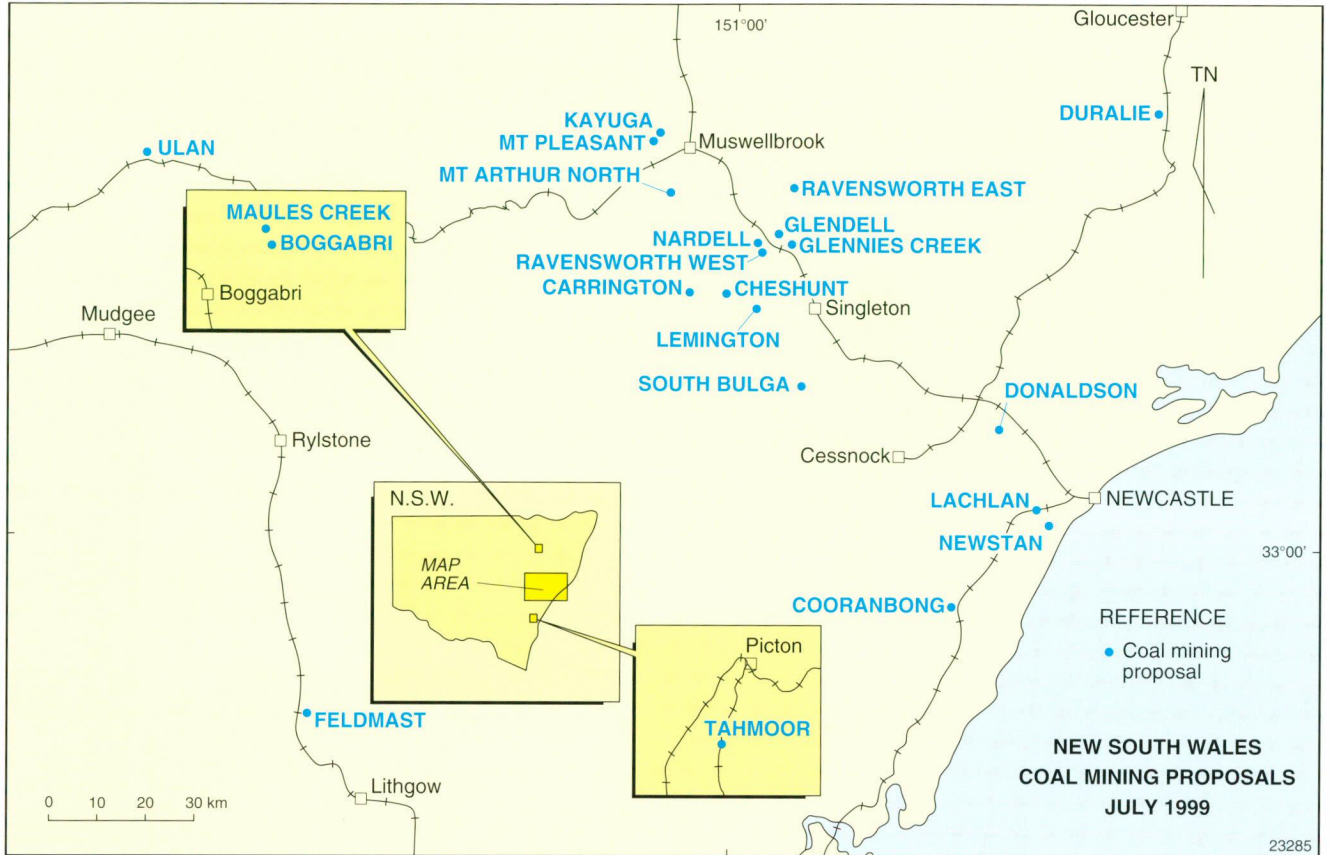 151°00'
Gloucester
TN
DURALIE
KAYUGA
MT PLEASANT
Muswellbrook
ULAN
MT ARTHUR NORTH
RAVENSWORTH EAST
MAULES CREEK
BOGGABRI
GLENDELL
NARDELL
GLENNIES CREEK
RAVENSWORTH WEST
Boggabri
CARRINGTON
CHESHUNT
Mudgee
Singleton
LEMINGTON
SOUTH BULGA
DONALDSON
Rylstone
Cessnock
N.S.W.
LACHLAN
NEWCASTLE
NEWSTAN
33°00'
MAP
AREA
COORANBONG
REFERENCE
Coal mining
proposal
Picton
FELDMAST
TAHMOOR
NEW SOUTH WALES
COAL MINING PROPOSALS
JULY 1999
Lithgow
0 10 20 30 km
23285